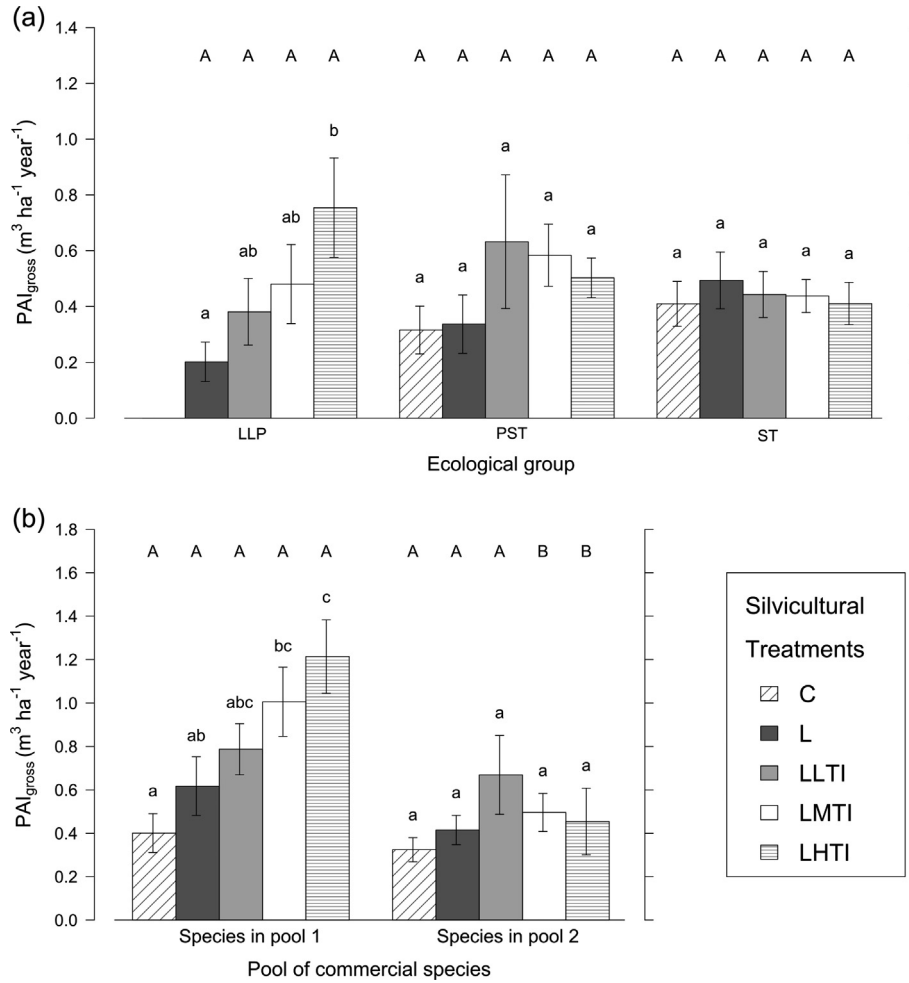 (a)
1.4
1.2
1.0
0.8
0.6
0.4
0.2
0.0
PAIgross (m³ ha⁻¹ year⁻¹)
A A A A A A A A A A A A A A
a ab ab b a a a a a a a a a a
LLP PST ST
Ecological group
(b)
1.8
1.6
1.4
1.2
1.0
0.8
0.6
0.4
0.2
0.0
PAIgross (m³ ha⁻¹ year⁻¹)
A A A A A A A A B B
a ab abc bc c a a a a a
Species in pool 1 Species in pool 2
Pool of commercial species
Silvicultural
Treatments
C
L
LLTI
LMTI
LHTI